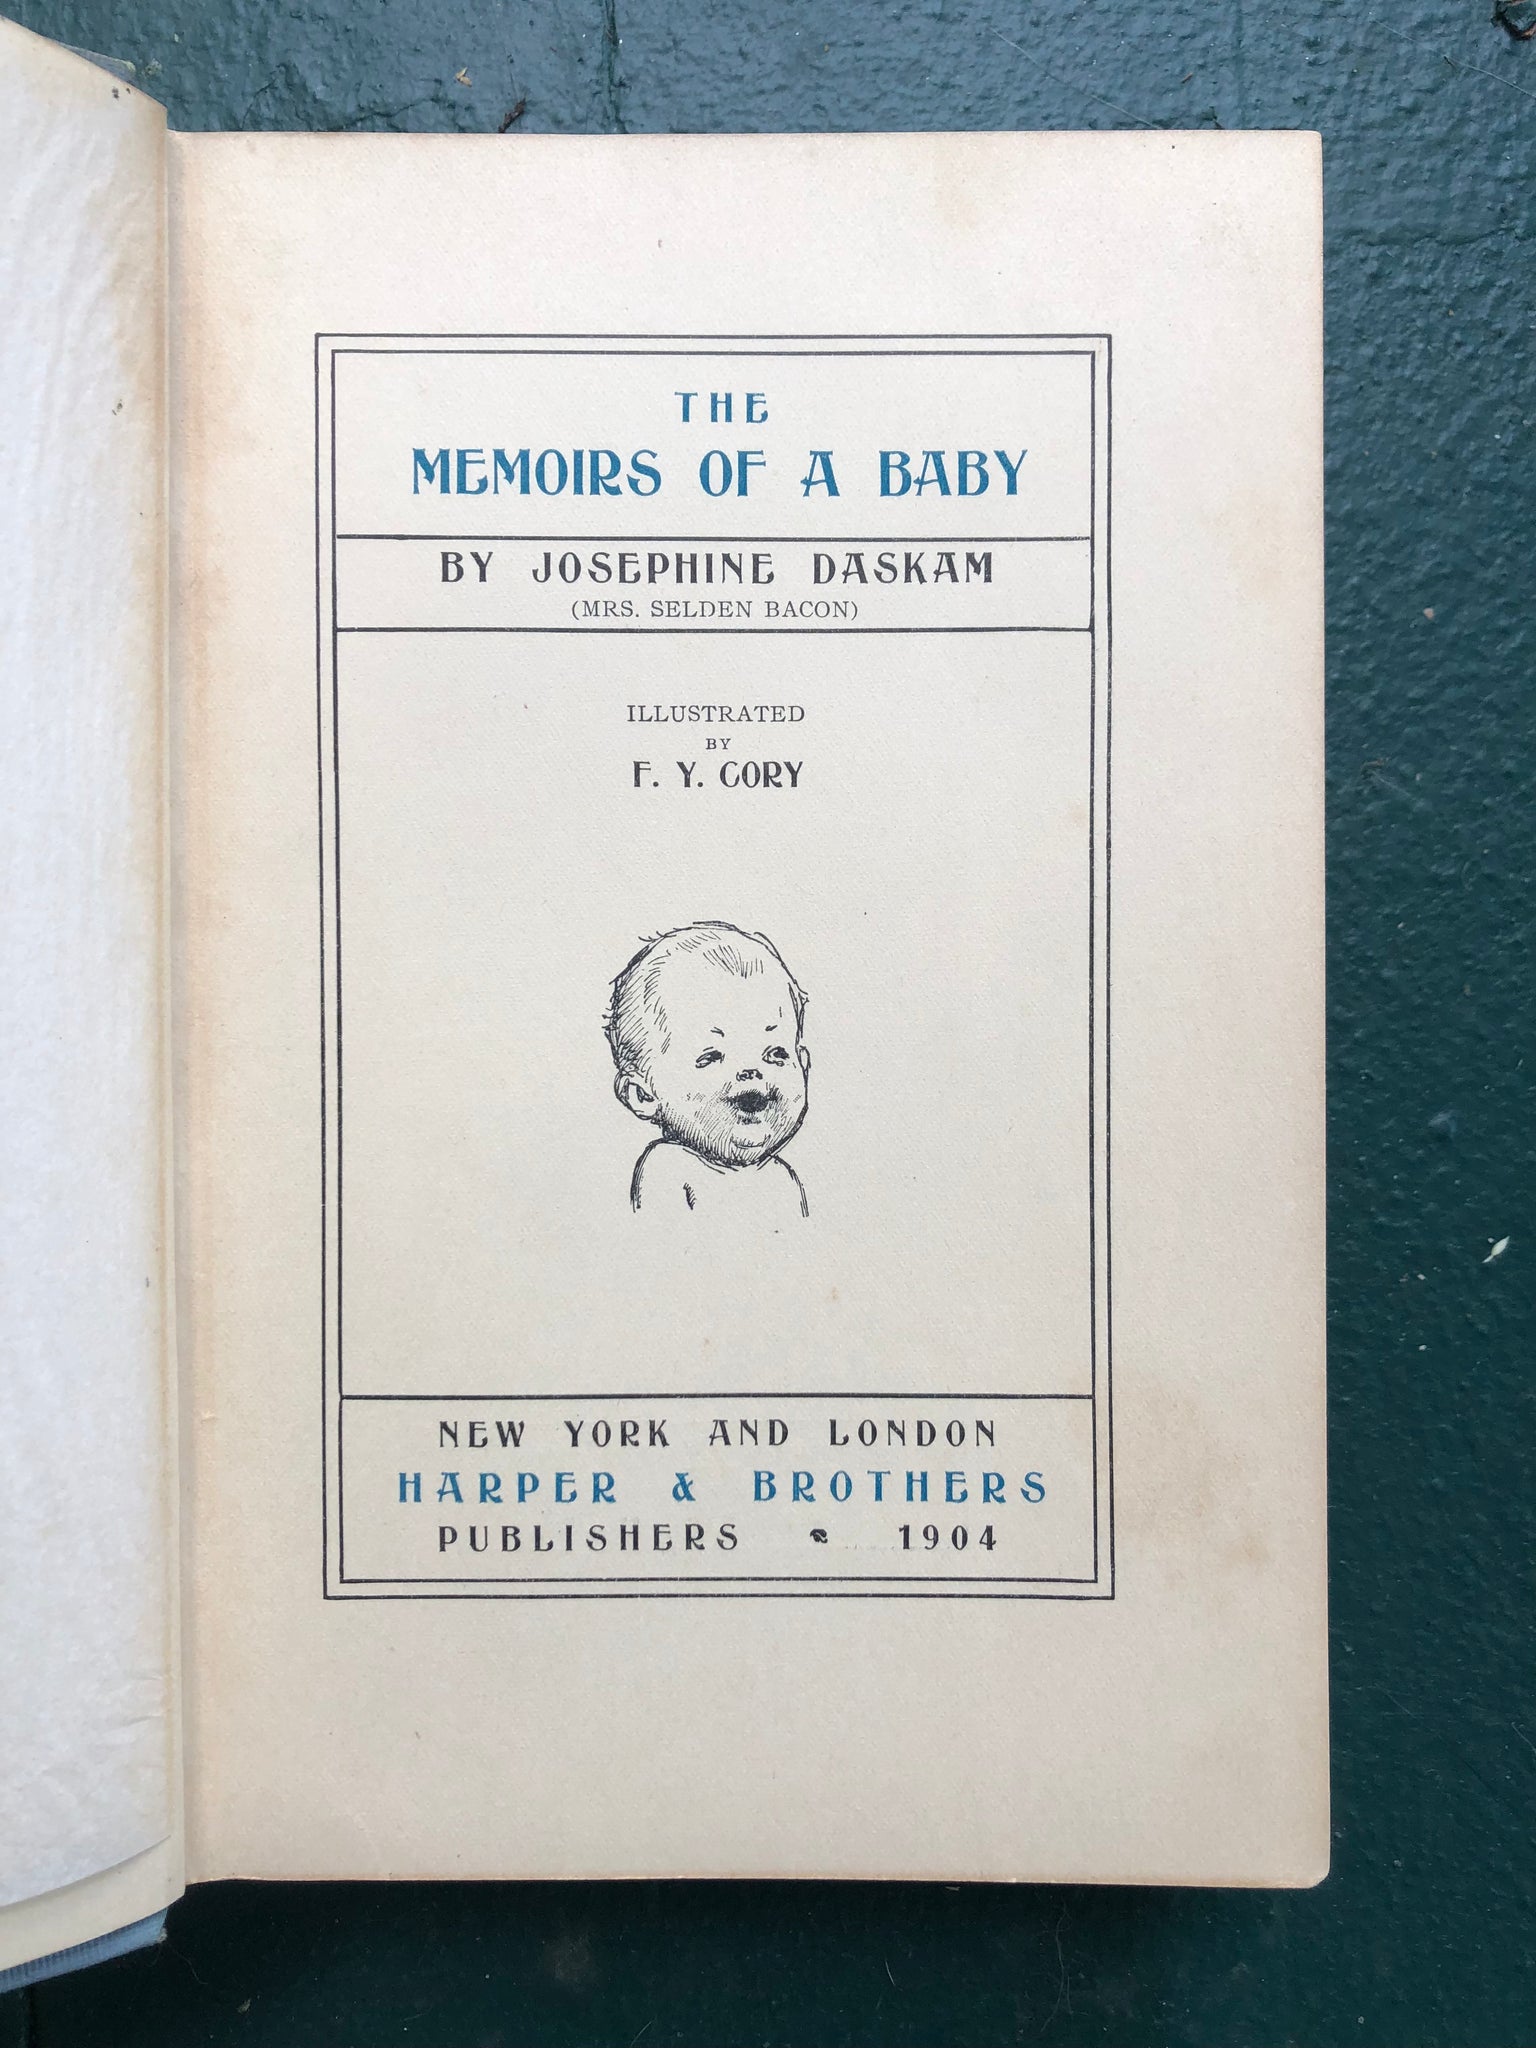 THE
MEMOIRS OF A BABY
BY JOSEPHINE DASKAM
(MRS. SELDEN BACON)
ILLUSTRATED
BY
F. Y. CORY
NEW YORK AND LONDON
HARPER & BROTHERS
PUBLISHERS 1904